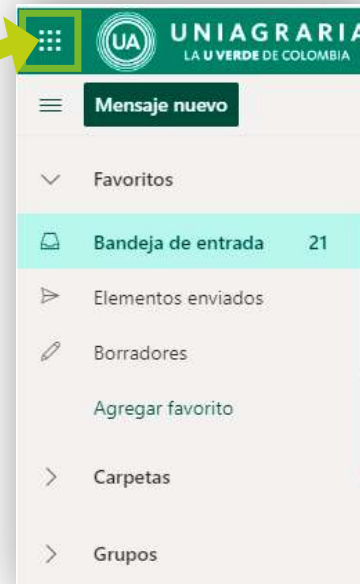 UA
UNIAGRARIA
LA U VERDE DE COLOMBIA
Mensaje nuevo
Favoritos
Bandeja de entrada 21
Elementos enviados
Borradores
Agregar favorito
Carpetas
Grupos